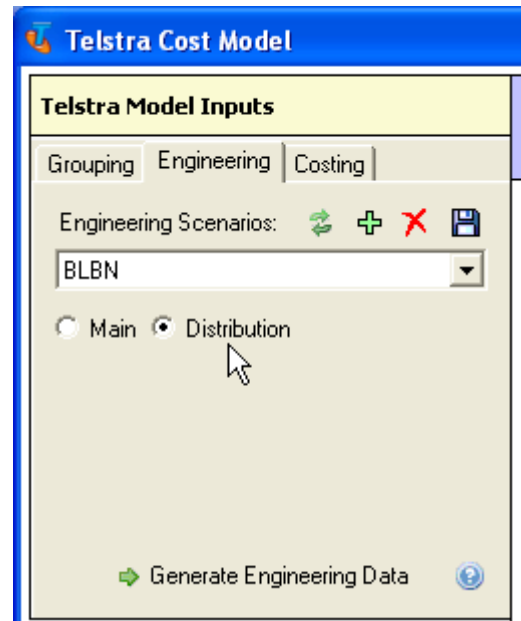 Telstra Cost Model
Telstra Model Inputs
Grouping Engineering Costing
Engineering Scenarios:
BLBN
Main Distribution
Generate Engineering Data